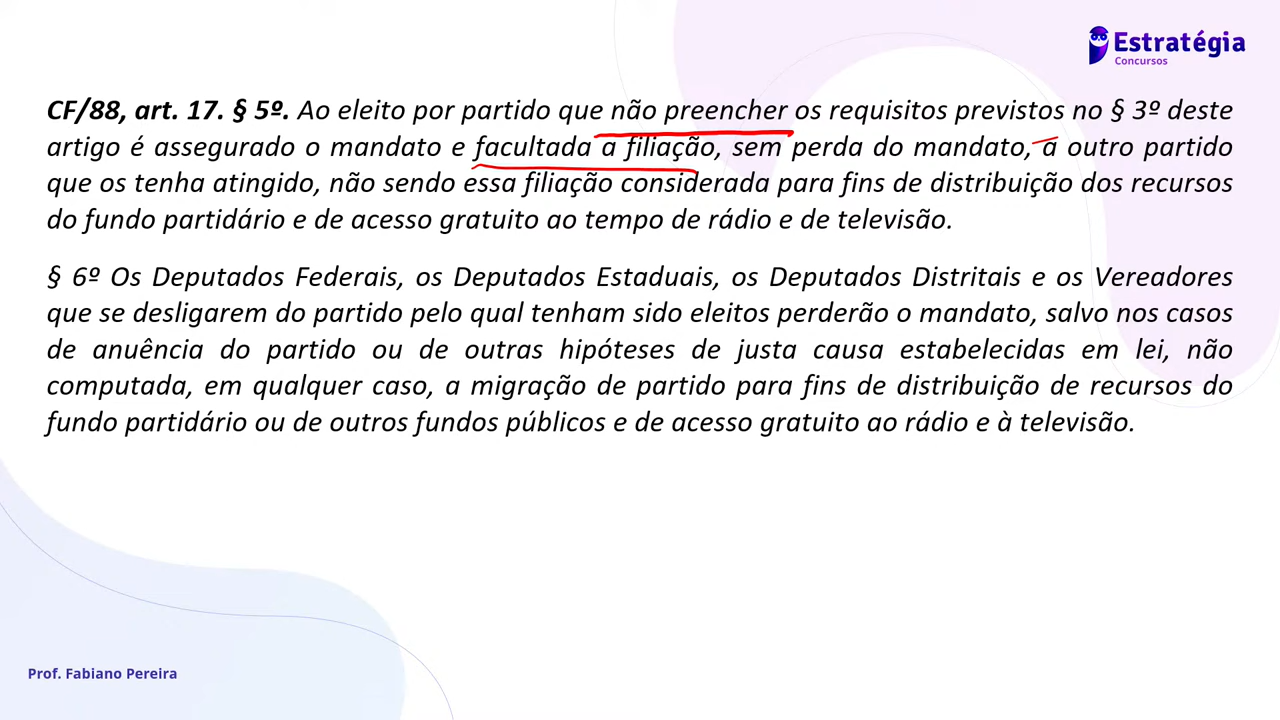 Estratégia
Concursos
CF/88, art. 17. § 5º. Ao eleito por partido que não preencher os requisitos previstos no § 3º deste
artigo é assegurado o mandato e facultada a filiação, sem perda do mandato, a outro partido
que os tenha atingido, não sendo essa filiação considerada para fins de distribuição dos recursos
do fundo partidário e de acesso gratuito ao tempo de rádio e de televisão.
§ 6º Os Deputados Federais, os Deputados Estaduais, os Deputados Distritais e os Vereadores
que se desligarem do partido pelo qual tenham sido eleitos perderão o mandato, salvo nos casos
de anuência do partido ou de outras hipóteses de justa causa estabelecidas em lei, não
computada, em qualquer caso, a migração de partido para fins de distribuição de recursos do
fundo partidário ou de outros fundos públicos e de acesso gratuito ao rádio e à televisão.
Prof. Fabiano Pereira